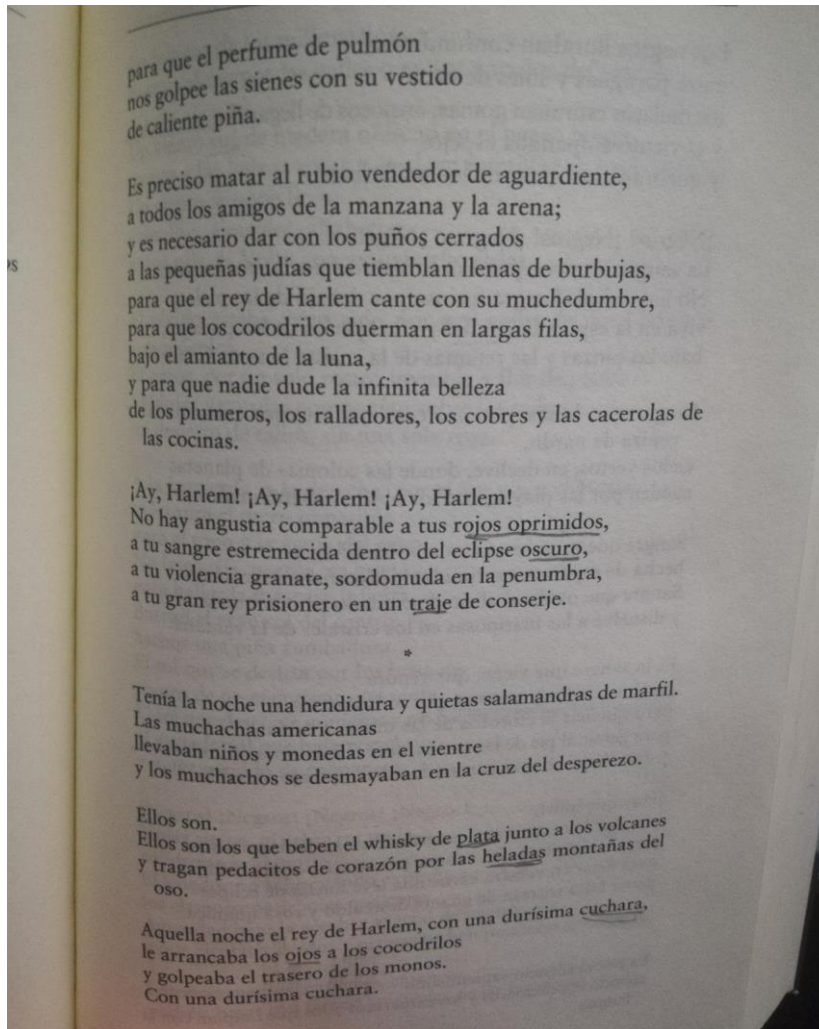 para que el perfume de pulmón
nos golpee las sienes con su vestido
de caliente piña.
Es preciso matar al rubio vendedor de aguardiente,
a todos los amigos de la manzana y la arena;
y es necesario dar con los puños cerrados
a las pequeñas judías que tiemblan llenas de burbujas,
para que el rey de Harlem cante con su muchedumbre,
para que los cocodrilos duerman en largas filas,
bajo el amianto de la luna,
y para que nadie dude la infinita belleza
de los plumeros, los ralladores, los cobres y las cacerolas de
las cocinas.
¡Ay, Harlem! ¡Ay, Harlem! ¡Ay, Harlem!
No hay angustia comparable a tus rojos oprimidos,
a tu sangre estremecida dentro del eclipse oscuro,
a tu violencia granate, sordomuda en la penumbra,
a tu gran rey prisionero en un traje de conserje.
*
Tenía la noche una hendidura y quietas salamandras de marfil.
Las muchachas americanas
llevaban niños y monedas en el vientre
y los muchachos se desmayaban en la cruz del desperezo.
Ellos son.
Ellos son los que beben el whisky de plata junto a los volcanes
y tragan pedacitos de corazón por las heladas montañas del
oso.
Aquella noche el rey de Harlem, con una durísima cuchara,
le arrancaba los ojos a los cocodrilos
y golpeaba el trasero de los monos.
Con una durísima cuchara.